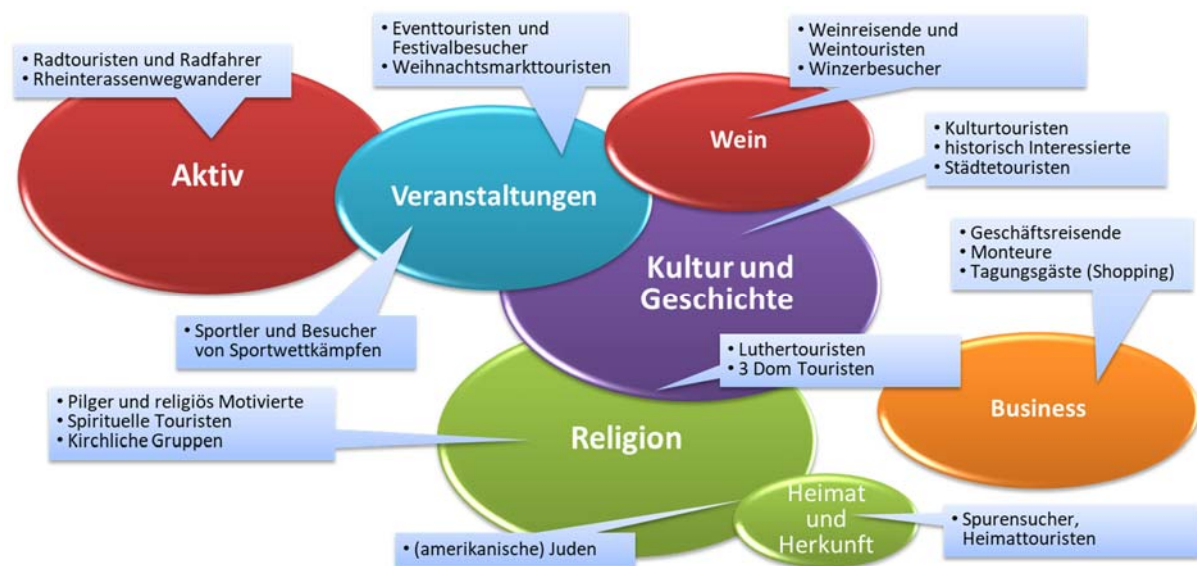 • Radtouristen und Radfahrer
• Rheinterassenwegwanderer
• Eventtouristen und
Festivalbesucher
• Weihnachtsmarkttouristen
• Weinreisende und
Weintouristen
• Winzerbesucher
Wein
• Kulturtouristen
• historisch Interessierte
• Städtetouristen
Aktiv
Veranstaltungen
• Geschäftsreisende
• Monteure
• Tagungsgäste (Shopping)
Kultur und
Geschichte
• Sportler und Besucher
von Sportwettkämpfen
• Luthertouristen
• 3 Dom Touristen
• Pilger und religiös Motivierte
• Spirituelle Touristen
• Kirchliche Gruppen
Religion
Business
Heimat
und
Herkunft
• (amerikanische) Juden
• Spurensucher,
Heimattouristen